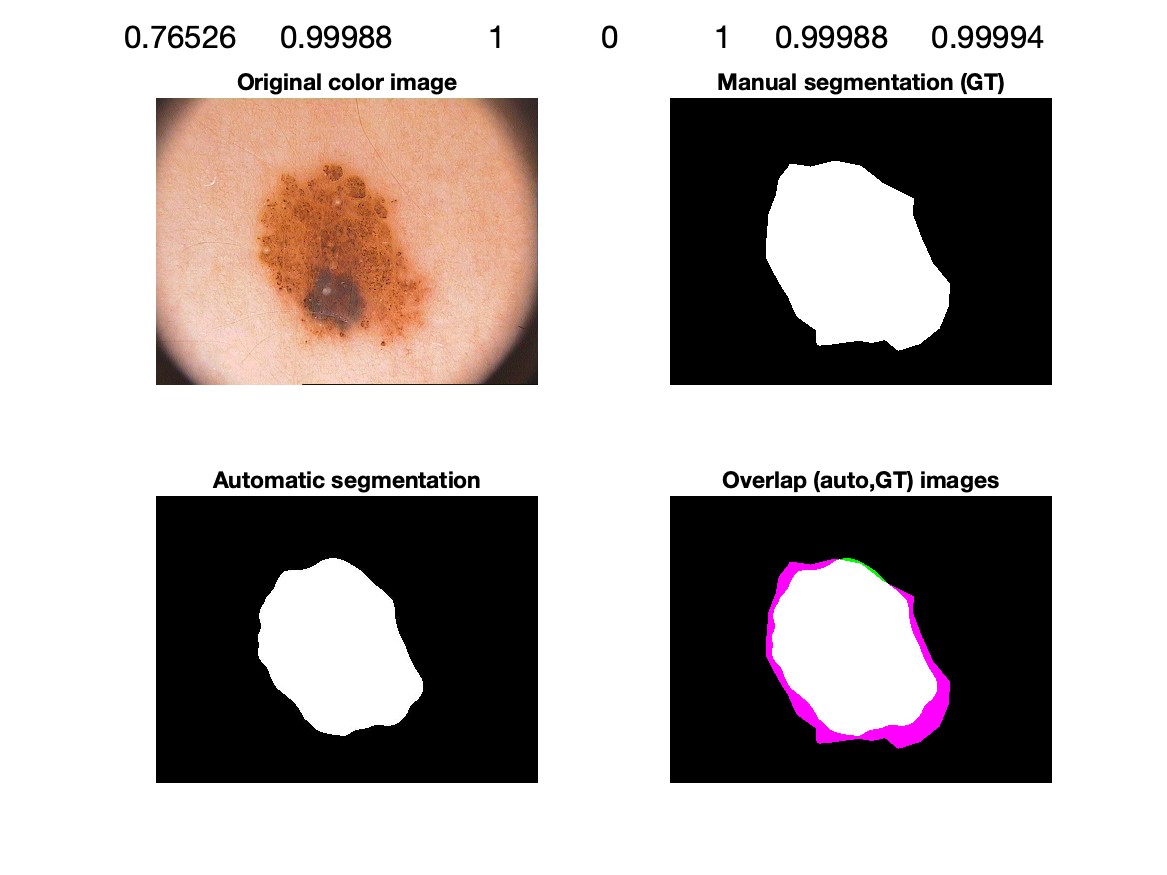 0.76526 0.99988 1 0 1 0.99988 0.99994
Original color image
Manual segmentation (GT)
Automatic segmentation
Overlap (auto,GT) images